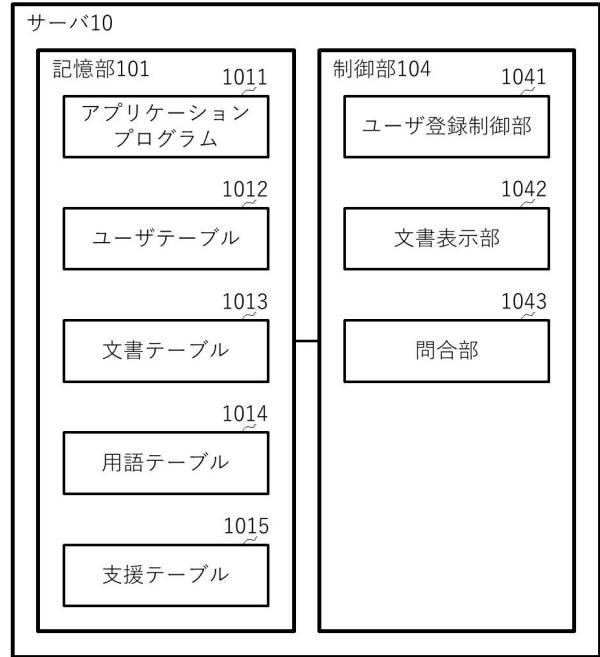 サーバ10
記憶部101
1011
アプリケーション
プログラム
1012
ユーザテーブル
1013
文書テーブル
1014
用語テーブル
1015
支援テーブル
制御部104
1041
ユーザ登録制御部
1042
文書表示部
1043
問合部